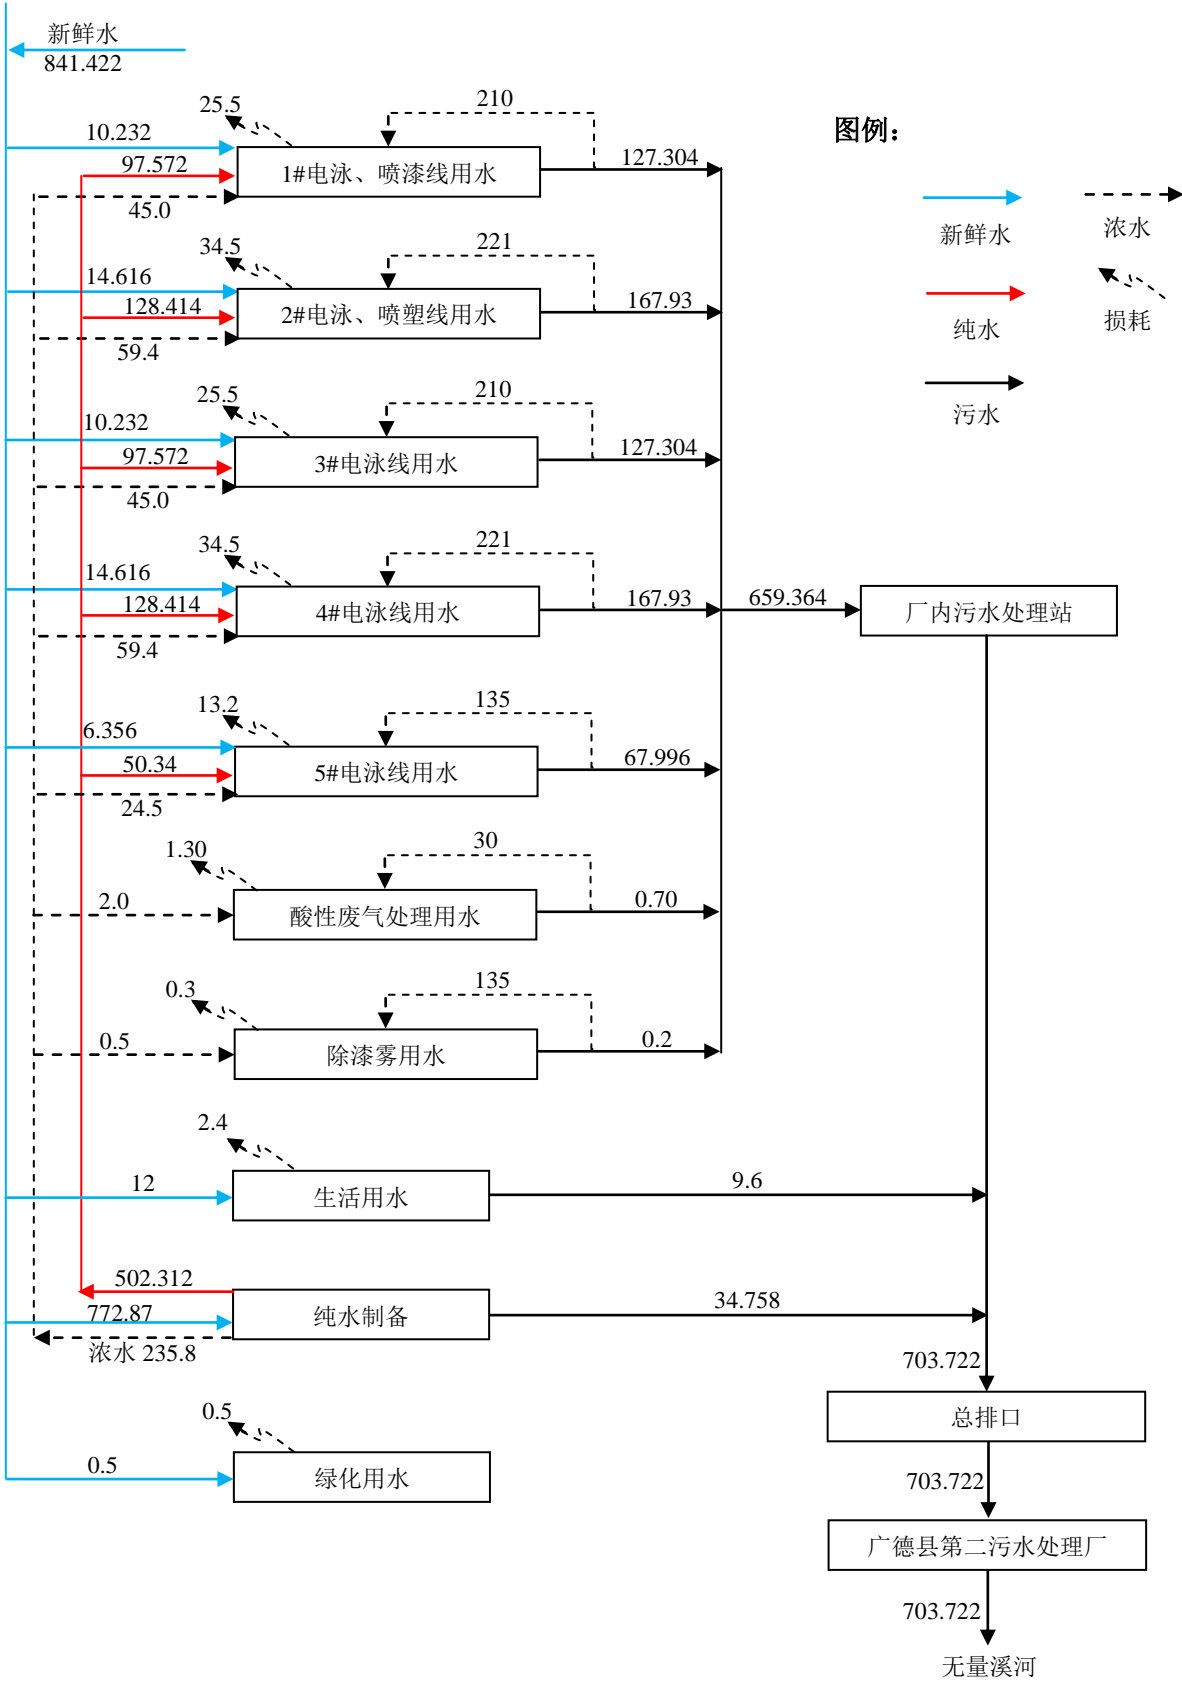 新鲜水
841.422
图例：
新鲜水
浓水
纯水
损耗
污水
25.5
210
10.232
97.572
45.0
1#电泳、喷漆线用水
127.304
34.5
221
14.616
128.414
59.4
2#电泳、喷塑线用水
167.93
25.5
210
10.232
97.572
45.0
3#电泳线用水
127.304
34.5
221
14.616
128.414
59.4
4#电泳线用水
167.93
659.364
厂内污水处理站
13.2
135
6.356
50.34
24.5
5#电泳线用水
67.996
1.30
30
2.0
酸性废气处理用水
0.70
0.3
135
0.5
除漆雾用水
0.2
2.4
12
生活用水
9.6
502.312
772.87
浓水 235.8
纯水制备
34.758
703.722
总排口
0.5
0.5
绿化用水
703.722
广德县第二污水处理厂
703.722
无量溪河